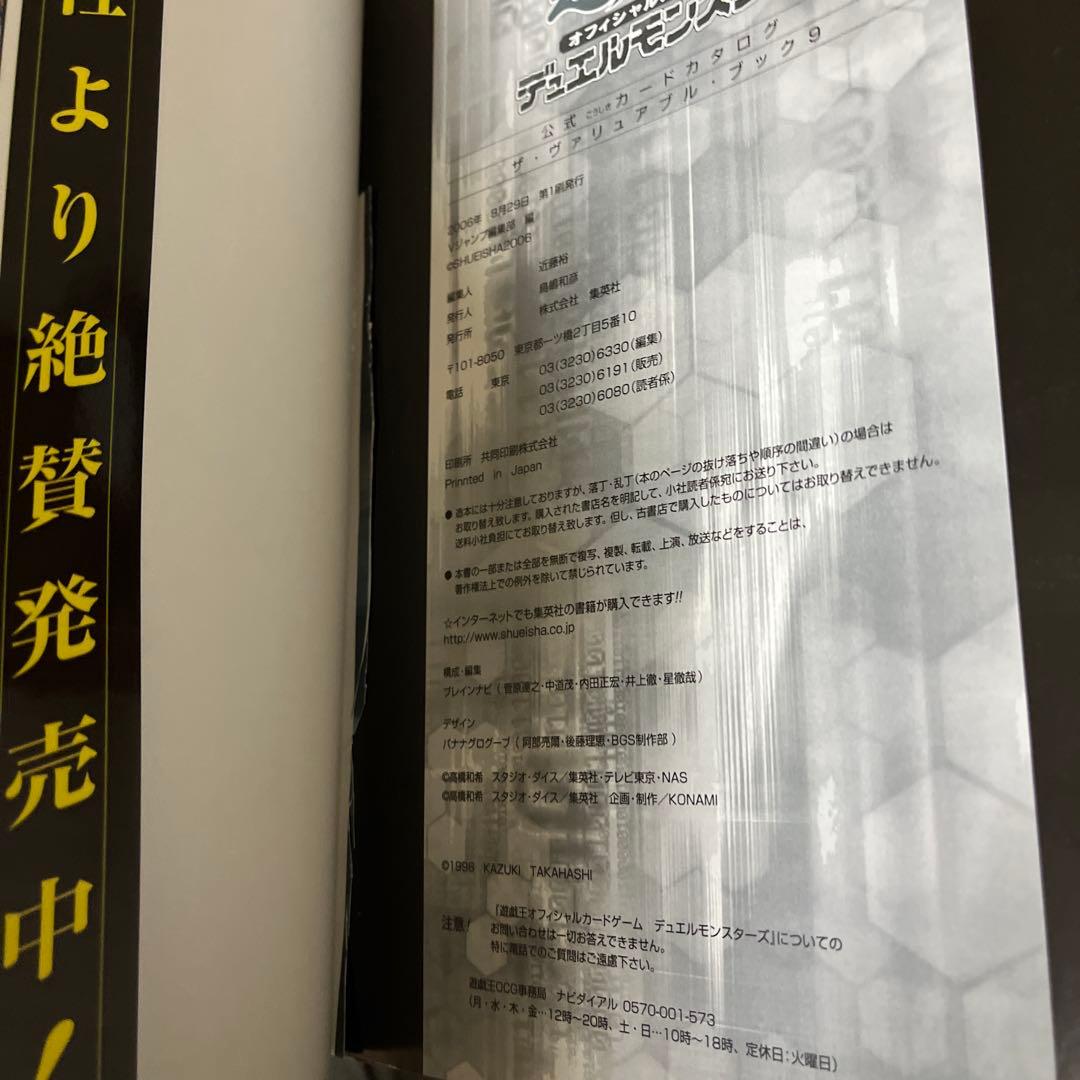 より絶賛発売中!
オフィシャル
デュエルモンス
公式こうしきカードカタログ
ザ・ヴァリュアブル・ブック9
2006年 9月29日 第1刷発行
Vジャンプ編集部 編
©SHUEISHA2006
編集人 近藤裕
発行人 鳥嶋和彦
発行所 株式会社 集英社
〒101-8050 東京都一ツ橋2丁目5番10
電話 東京 03(3230)6330(編集)
03(3230)6191(販売)
03(3230)6080(読者係)
印刷所 共同印刷株式会社
Prinnted in Japan
●造本には十分注意しておりますが、落丁・乱丁(本のページの抜け落ちや順序の間違い)の場合は
お取り替え致します。購入された書店名を明記して、小社読者係宛にお送り下さい。
送料小社負担にてお取り替え致します。但し、古書店で購入したものについてはお取り替えできません。
●本書の一部または全部を無断で複写、複製、転載、上演、放送などをすることは、
著作権法上での例外を除いて禁じられています。
☆インターネットでも集英社の書籍が購入できます!!
http://www.shueisha.co.jp
構成・編集
ブレインナビ(菅原連之・中道茂・内田正宏・井上徹・星徹哉)
デザイン
バナナグローブ(阿部亮爾・後藤理恵・BGS制作部)
©高橋和希 スタジオ・ダイス/集英社・テレビ東京・NAS
©高橋和希 スタジオ・ダイス/集英社 企画・制作/KONAMI
©1996 KAZUKI TAKAHASHI
注意!『遊戯王オフィシャルカードゲーム デュエルモンスターズ』についての
お問い合わせは一切お答えできません。
特に電話でのご質問はご遠慮下さい。
遊戯王OCG事務局 ナビダイアル 0570-001-573
(月・水・木・金…12時〜20時、土・日…10時〜18時、定休日:火曜日)